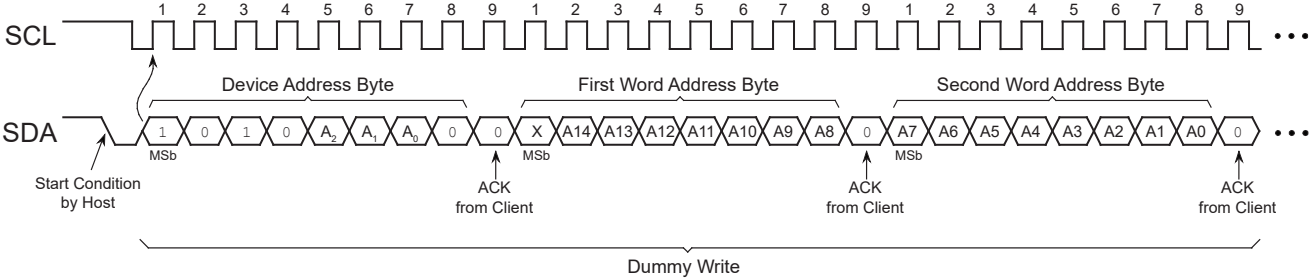 1 2 3 4 5 6 7 8 9 1 2 3 4 5 6 7 8 9 1 2 3 4 5 6 7 8 9
SCL
Device Address Byte First Word Address Byte Second Word Address Byte
SDA 1 0 1 0 A2 A1 A0 0 0 X A14 A13 A12 A11 A10 A9 A8 0 A7 A6 A5 A4 A3 A2 A1 A0 0
MSb MSb MSb
Start Condition
by Host
ACK
from Client
ACK
from Client
ACK
from Client
Dummy Write